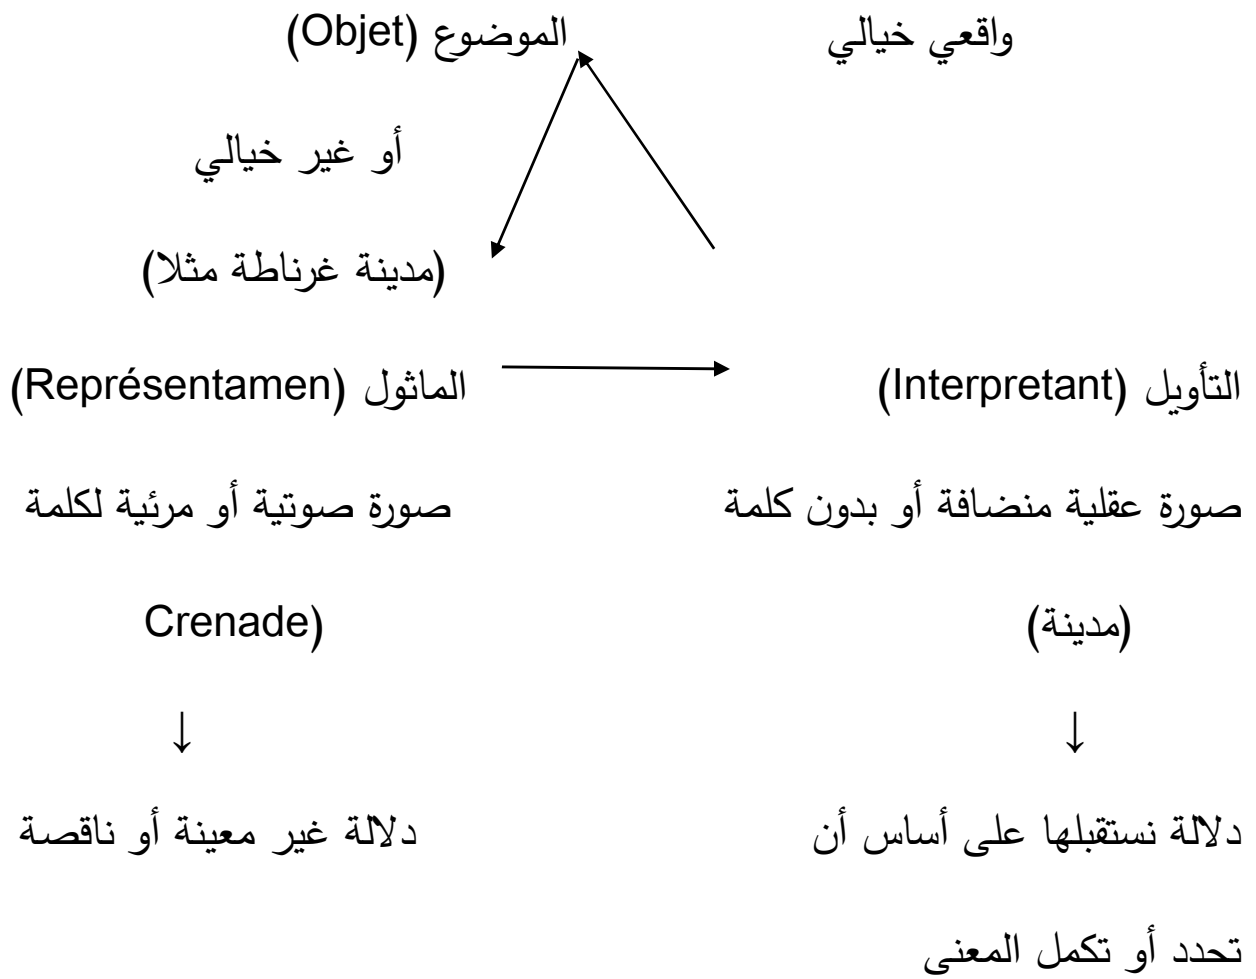 الموضوع (Objet) واقعي خيالي
أو غير خيالي
(مدينة غرناطة مثلا)
الماثول (Représentamen) التأويل (Interpretant)
صورة عقلية منضافة أو بدون كلمة صورة صوتية أو مرئية لكلمة
(مدينة) Crenade)
↓ ↓
دلالة نستقبلها على أساس أن دلالة غير معينة أو ناقصة
تحدد أو تكمل المعنى